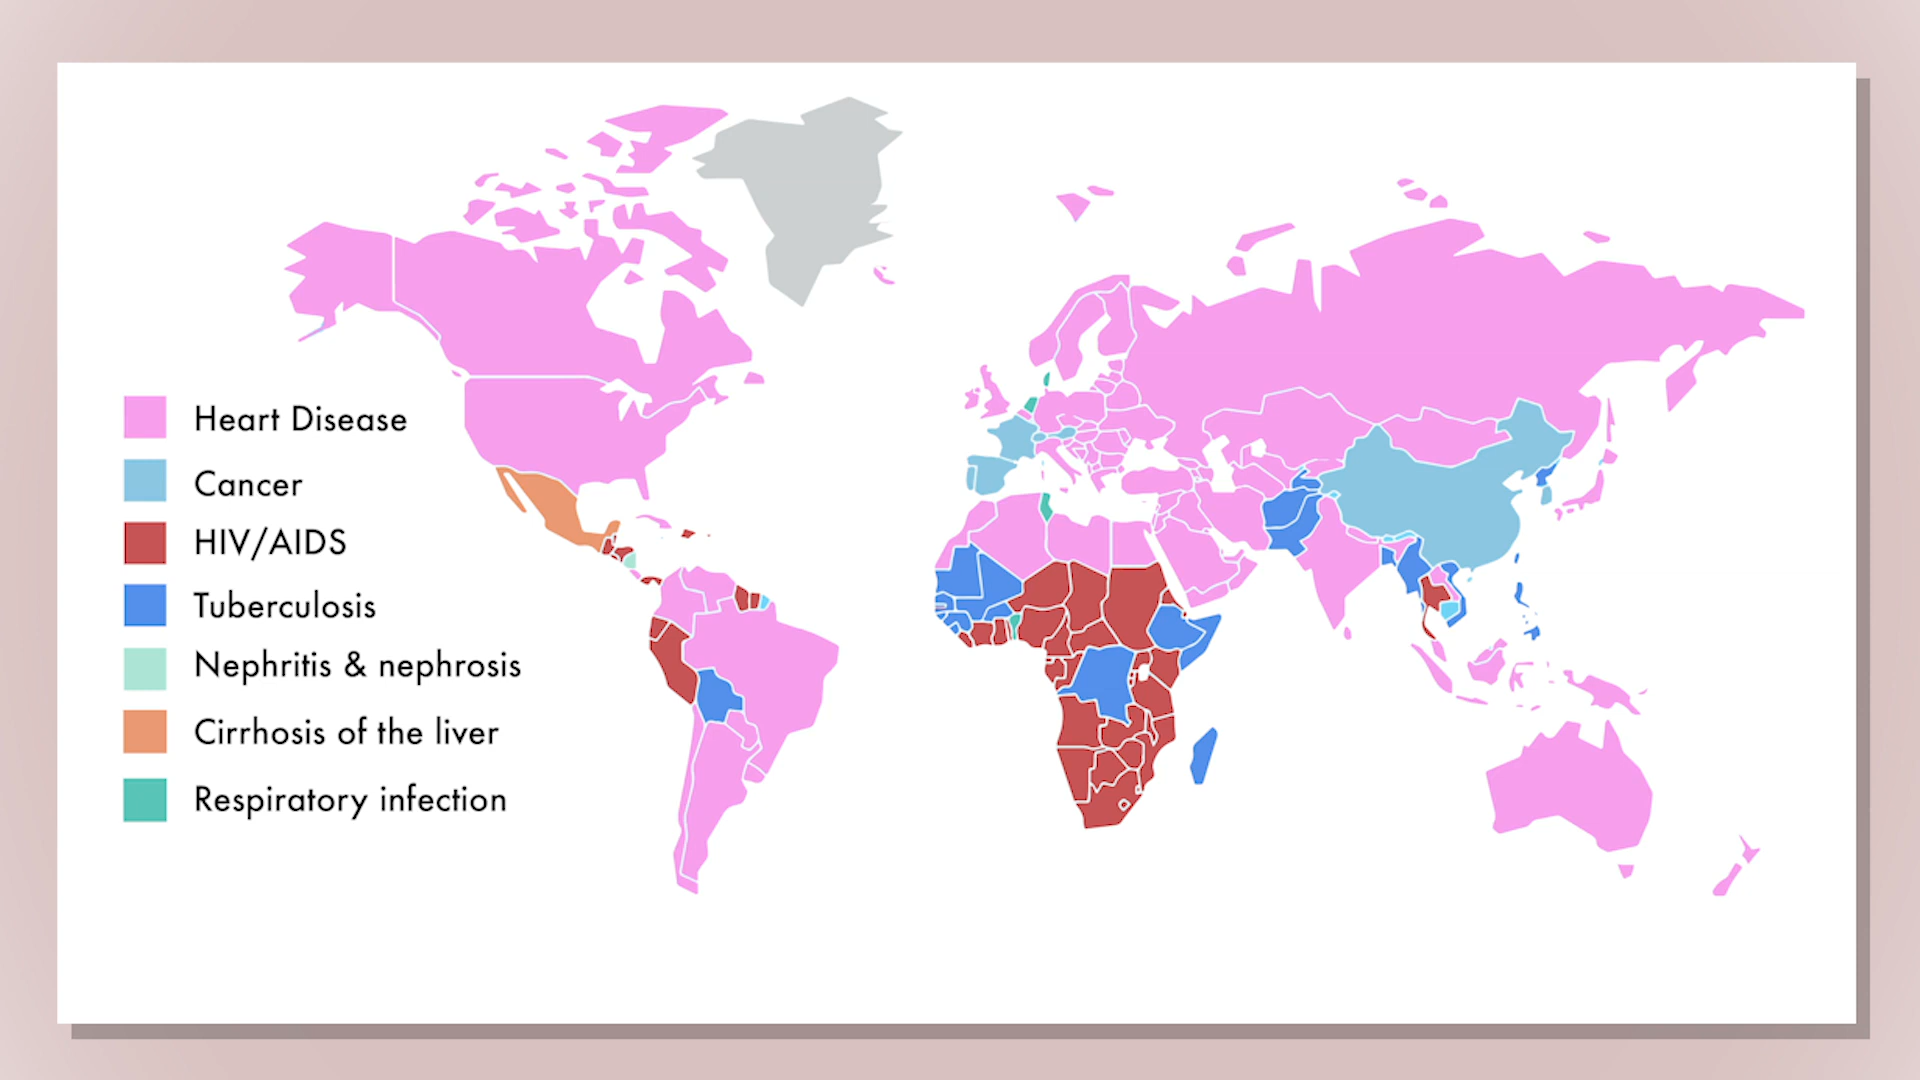 Heart Disease
Cancer
HIV/AIDS
Tuberculosis
Nephritis & nephrosis
Cirrhosis of the liver
Respiratory infection